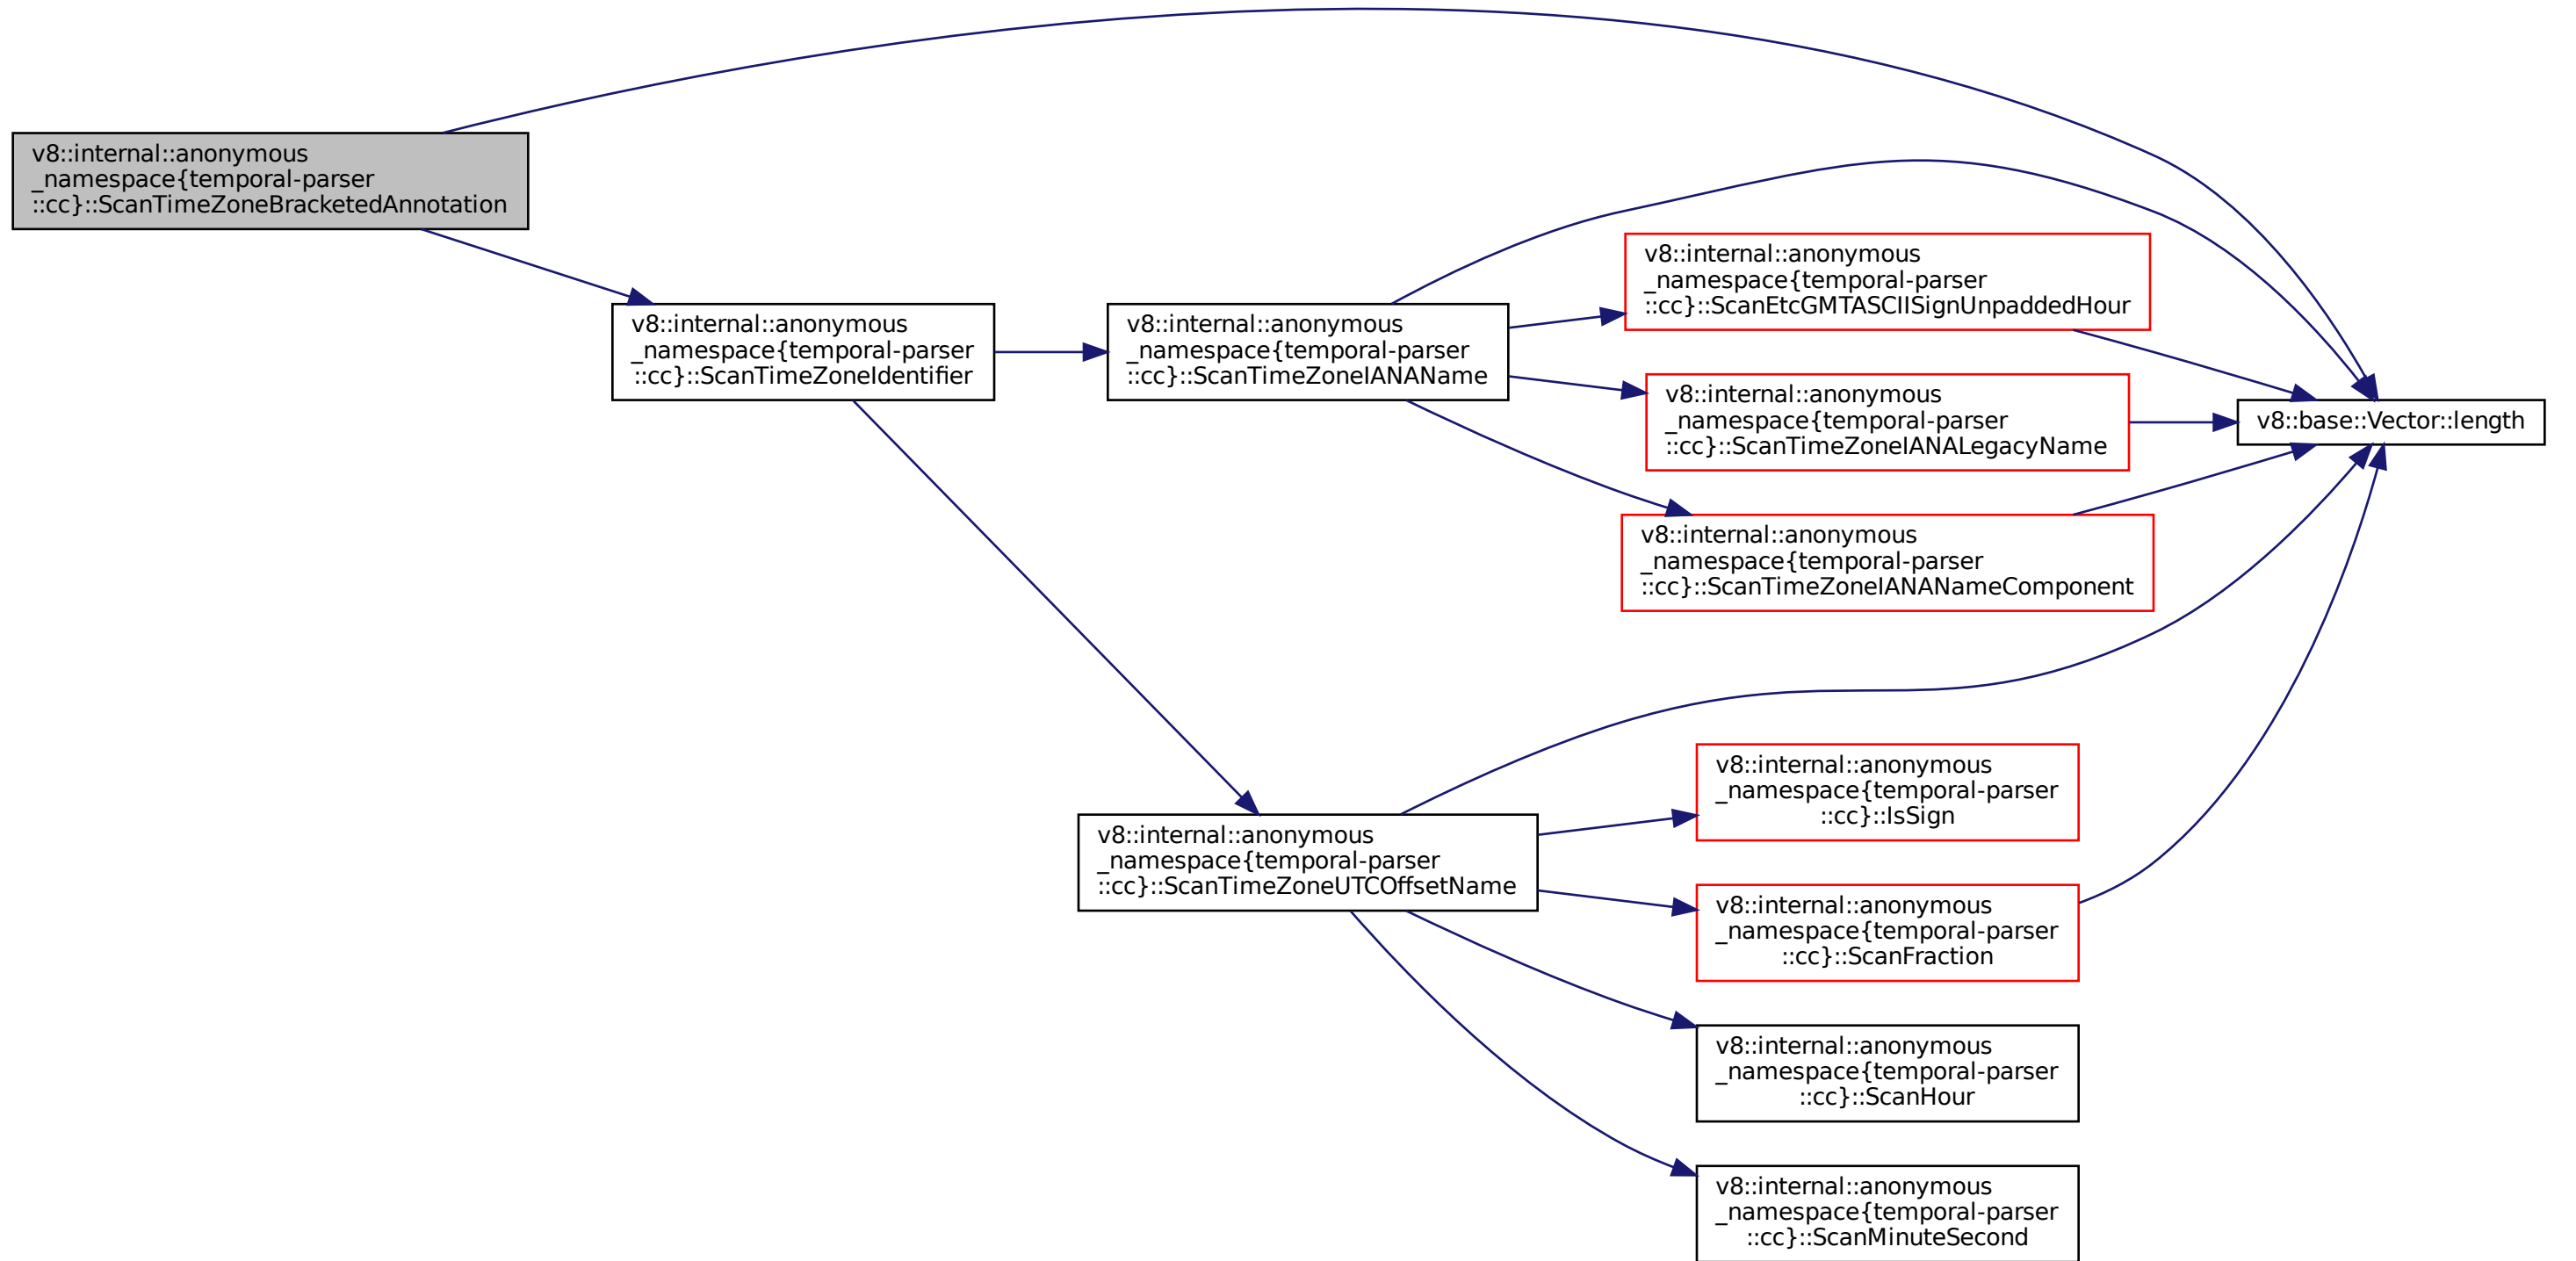 v8::internal::anonymous
_namespace{temporal-parser
::cc}::ScanTimeZoneBracketedAnnotation
v8::internal::anonymous
_namespace{temporal-parser
::cc}::ScanTimeZoneIdentifier
v8::internal::anonymous
_namespace{temporal-parser
::cc}::ScanTimeZoneIANAName
v8::internal::anonymous
_namespace{temporal-parser
::cc}::ScanEtcGMTASCIISignUnpaddedHour
v8::internal::anonymous
_namespace{temporal-parser
::cc}::ScanTimeZoneIANALegacyName
v8::base::Vector::length
v8::internal::anonymous
_namespace{temporal-parser
::cc}::ScanTimeZoneIANANameComponent
v8::internal::anonymous
_namespace{temporal-parser
::cc}::ScanTimeZoneUTCOffsetName
v8::internal::anonymous
_namespace{temporal-parser
::cc}::IsSign
v8::internal::anonymous
_namespace{temporal-parser
::cc}::ScanFraction
v8::internal::anonymous
_namespace{temporal-parser
::cc}::ScanHour
v8::internal::anonymous
_namespace{temporal-parser
::cc}::ScanMinuteSecond